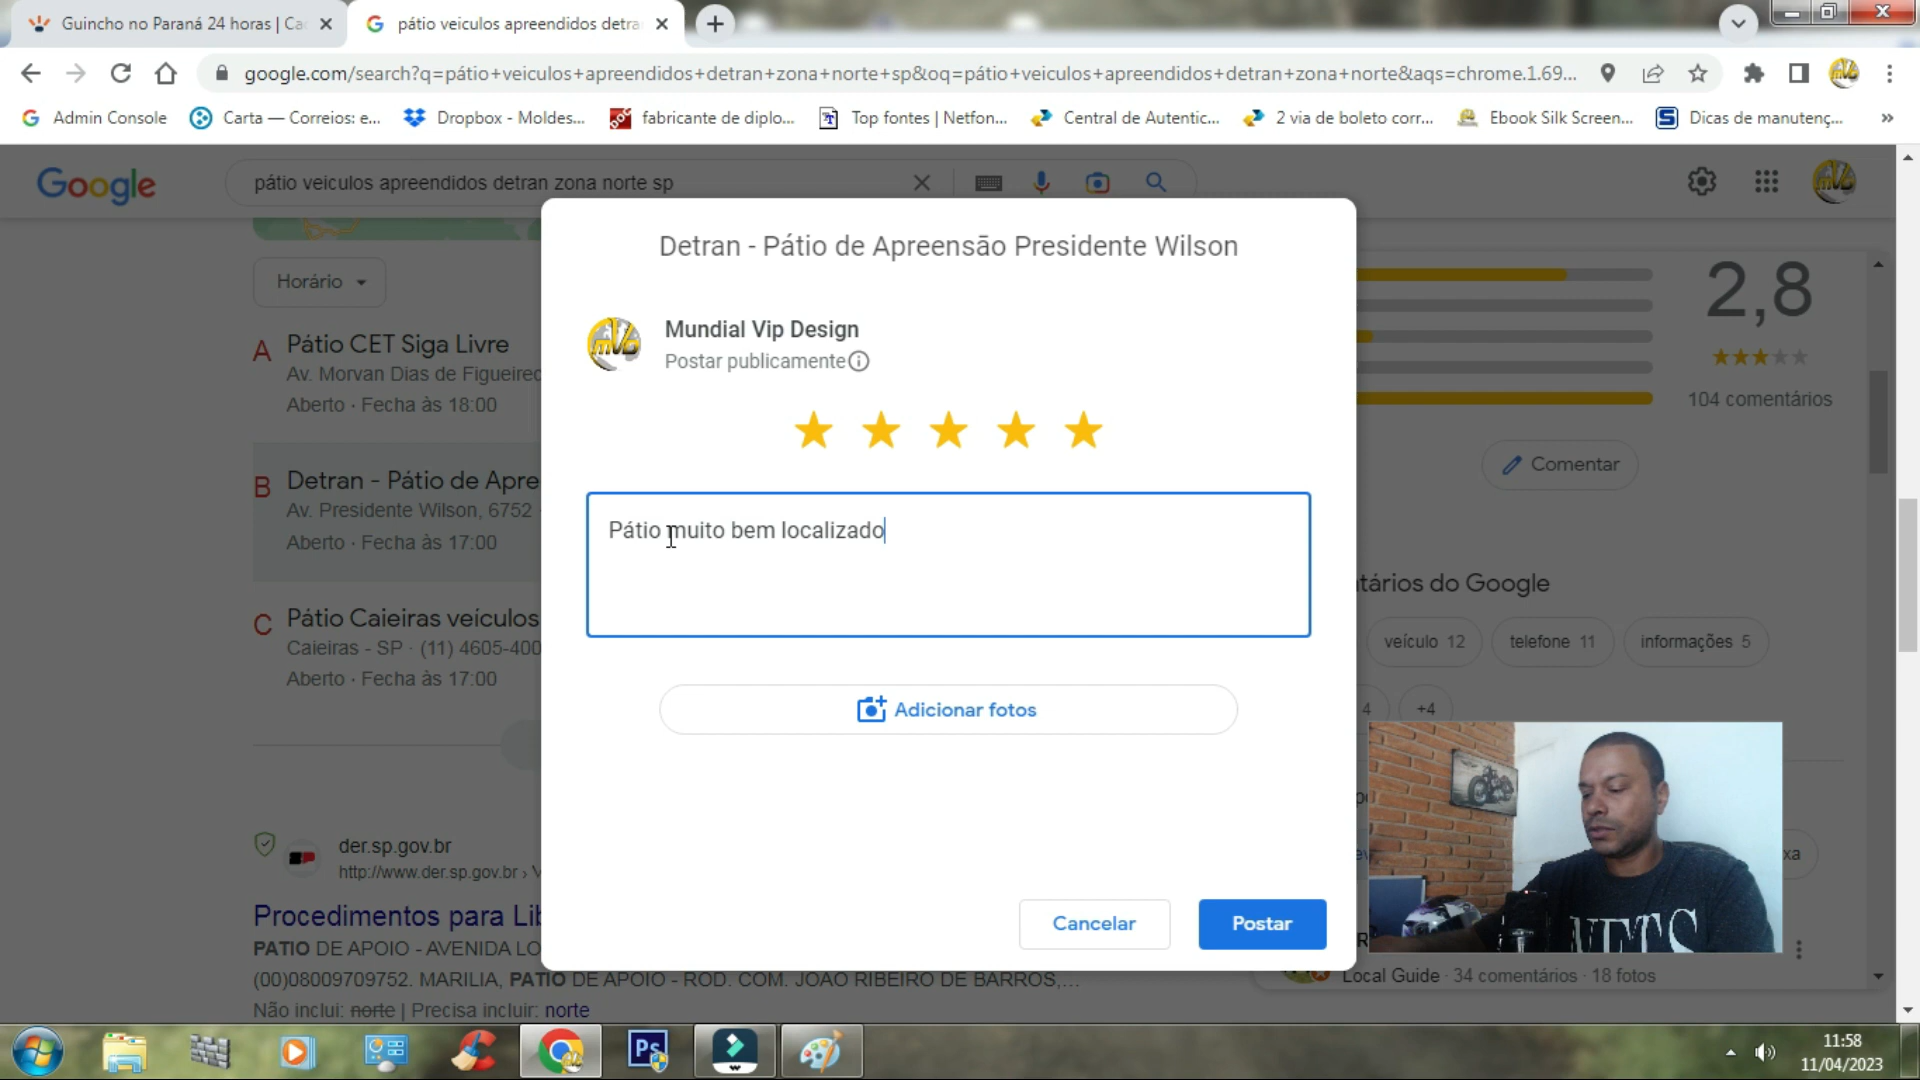 Guincho no Paraná 24 horas | Ca
pátio veiculos apreendidos detra
google.com/search?q=pátio+veiculos+apreendidos+detran+zona+norte+sp&oq=pátio+veiculos+apreendidos+detran+zona+norte&aqs=chrome.1.69...
Admin Console
Carta — Correios: e...
Dropbox - Moldes...
fabricante de diplo...
Top fontes | Netfon...
Central de Autentic...
2 via de boleto corr...
Ebook Silk Screen...
Dicas de manutenç...
»
Google
pátio veiculos apreendidos detran zona norte sp
Detran - Pátio de Apreensão Presidente Wilson
Horário
2,8
Mundial Vip Design
Postar publicamente
104 comentários
A Pátio CET Siga Livre
Av. Morvan Dias de Figueired
Aberto · Fecha às 18:00
Comentar
B Detran - Pátio de Apre
Av. Presidente Wilson, 6752
Aberto · Fecha às 17:00
Pátio muito bem localizado
tários do Google
C Pátio Caieiras veículos
Caieiras - SP · (11) 4605-400
Aberto · Fecha às 17:00
veículo 12
telefone 11
informações 5
4
+4
Adicionar fotos
der.sp.gov.br
http://www.der.sp.gov.br ›
xa
Procedimentos para Lib
PATIO DE APOIO - AVENIDA LO
(00)08009709752. MARILIA, PATIO DE APOIO - ROD. COM. JOAO RIBEIRO DE BARROS,...
Não inclui: norte | Precisa incluir: norte
Cancelar
Postar
NETS
Local Guide · 34 comentários · 18 fotos
Ps
11:58
11/04/2023